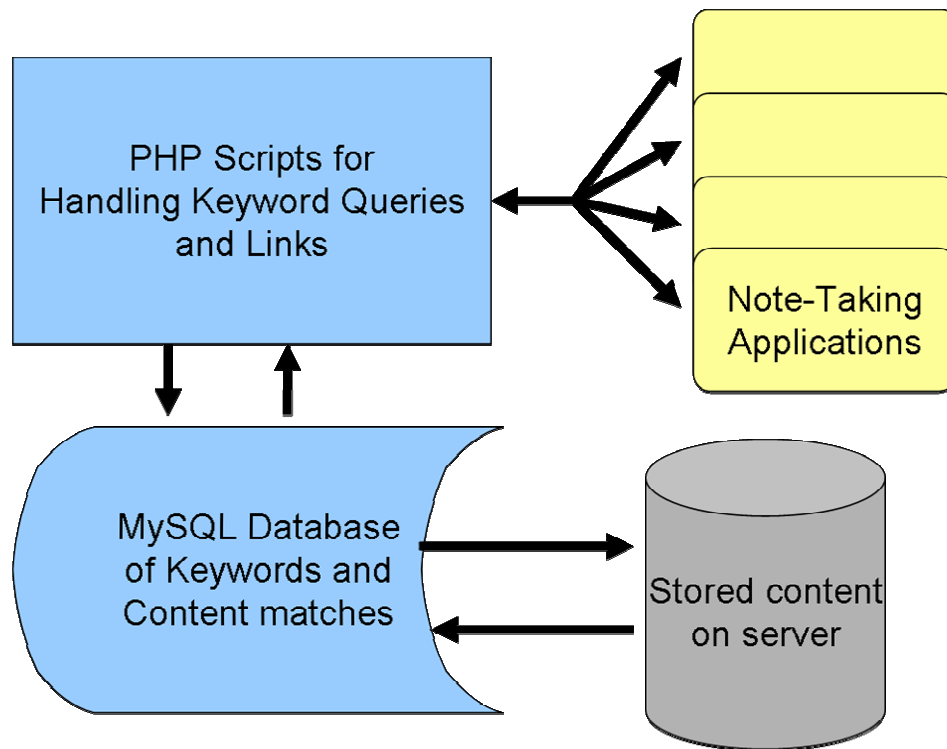 PHP Scripts for
Handling Keyword Queries
and Links
Note-Taking
Applications
MySQL Database
of Keywords and
Content matches
Stored content
on server